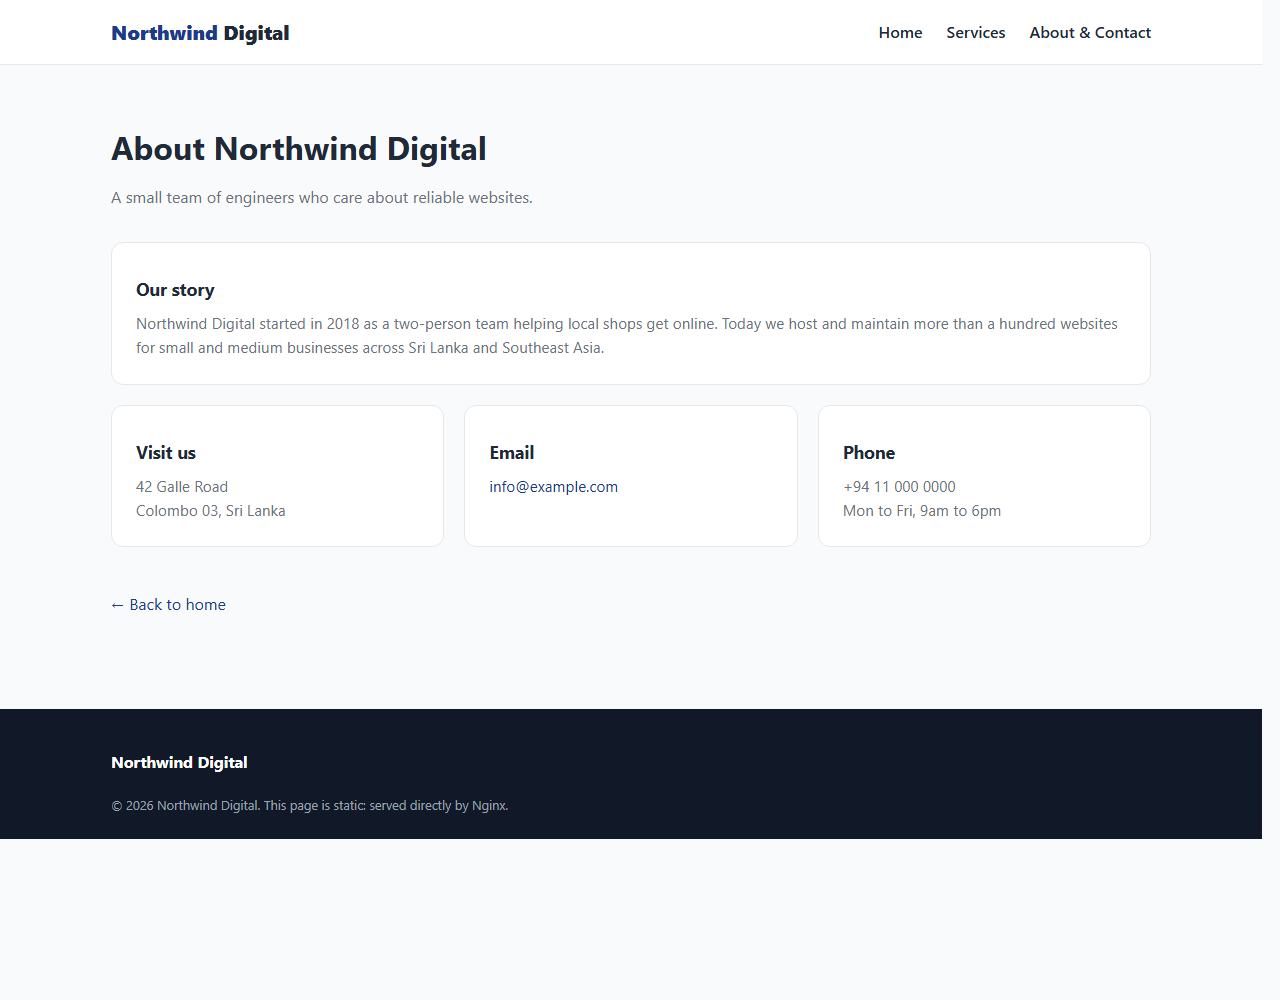 Northwind Digital
Home
Services
About & Contact
About Northwind Digital
A small team of engineers who care about reliable websites.
Our story
Northwind Digital started in 2018 as a two-person team helping local shops get online. Today we host and maintain more than a hundred websites
for small and medium businesses across Sri Lanka and Southeast Asia.
Visit us
42 Galle Road
Colombo 03, Sri Lanka
Email
info@example.com
Phone
+94 11 000 0000
Mon to Fri, 9am to 6pm
← Back to home
Northwind Digital
© 2026 Northwind Digital. This page is static: served directly by Nginx.